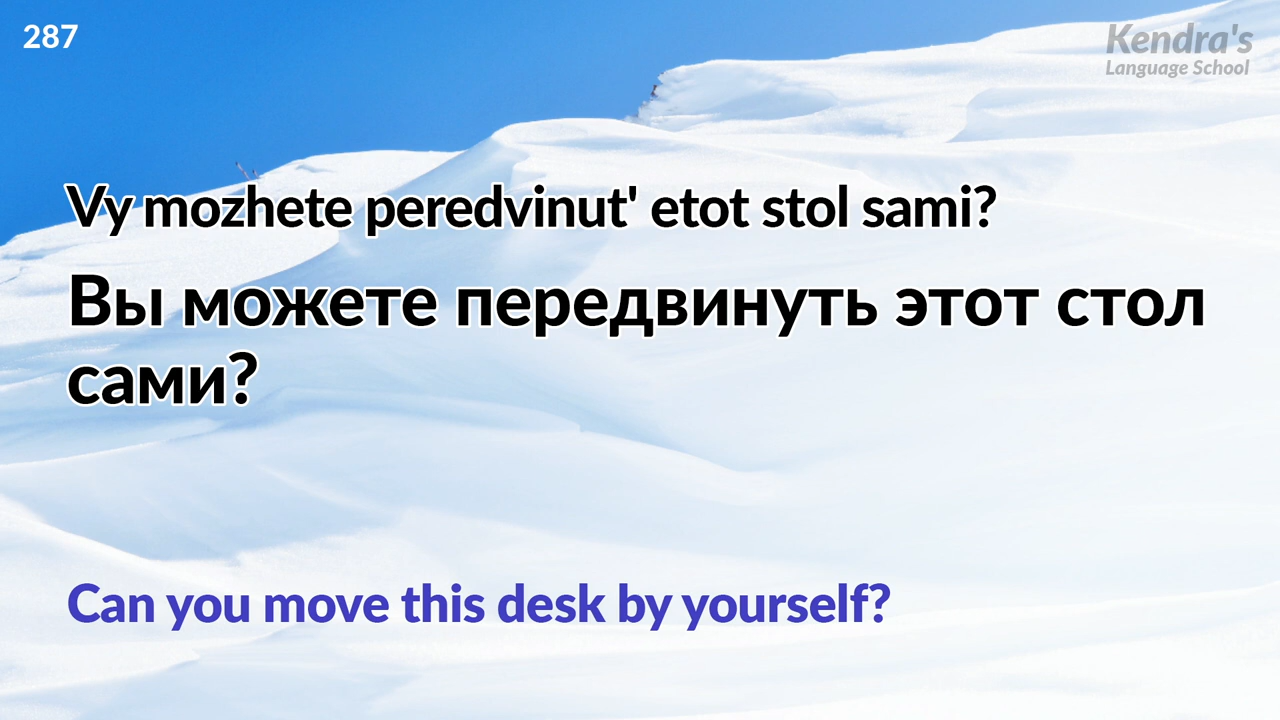 287
Kendra's
Language School
Vy mozhete peredvinut' etot stol sami?
Вы можете передвинуть этот стол
сами?
Can you move this desk by yourself?